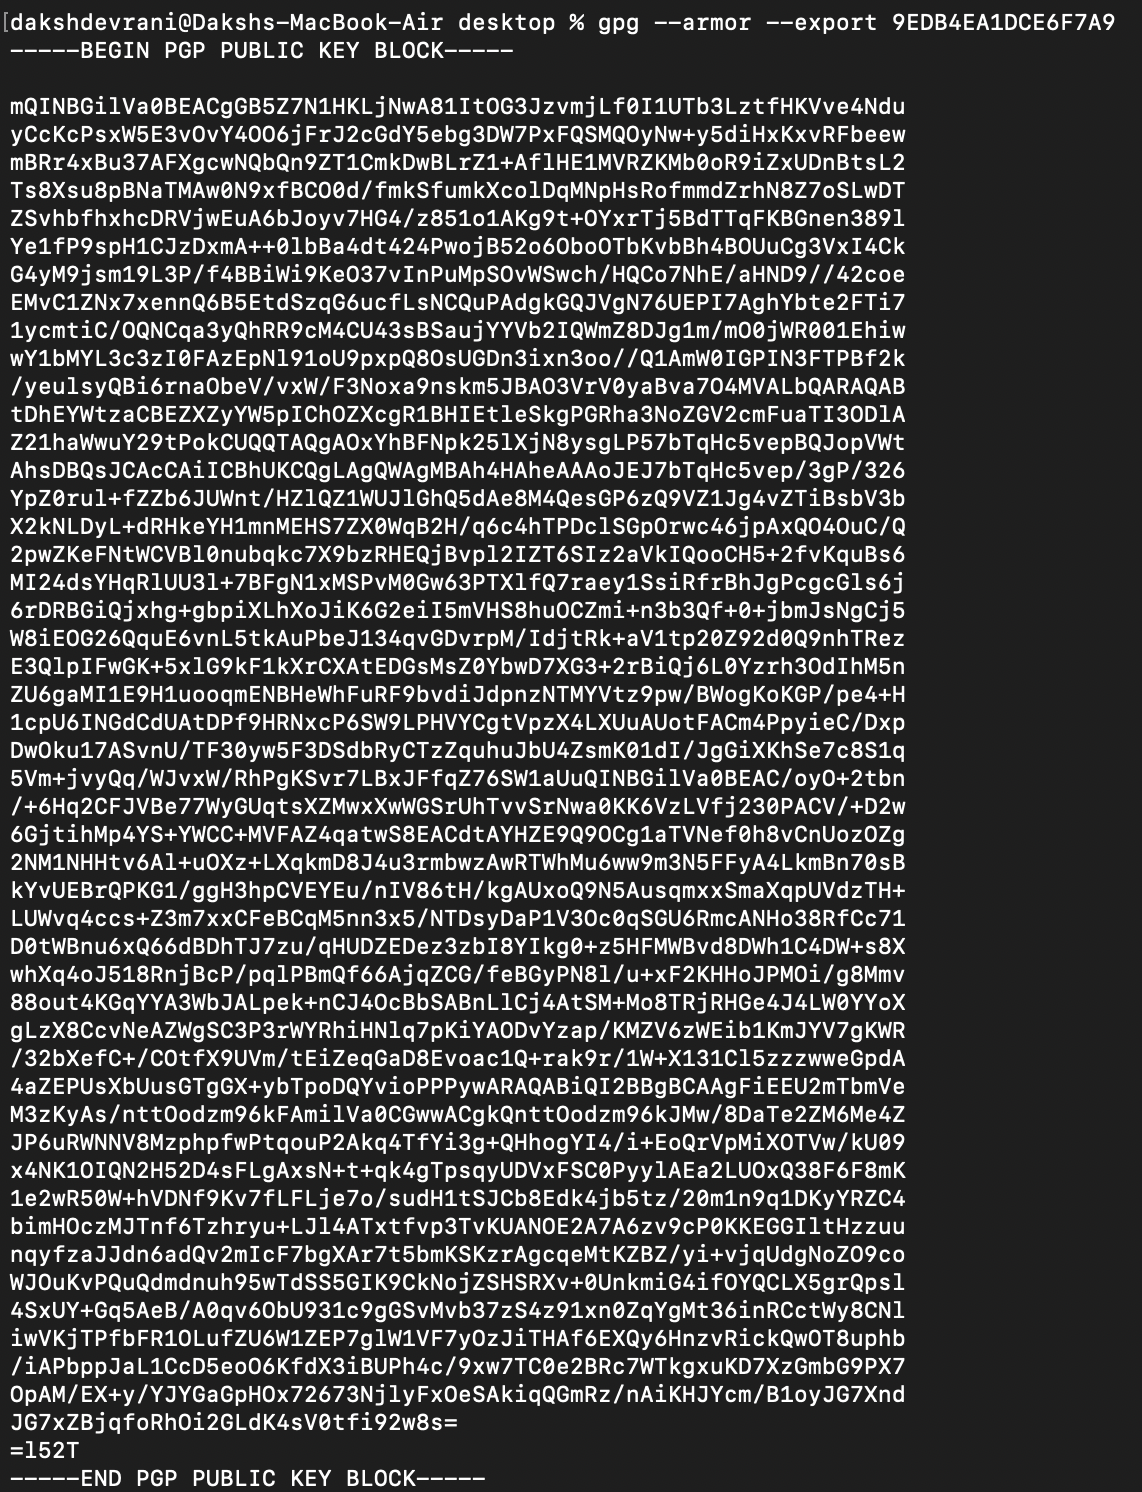 [dakshdevrani@Dakshs-MacBook-Air desktop % gpg --armor --export 9EDB4EA1DCE6F7A9
-----BEGIN PGP PUBLIC KEY BLOCK-----

mQINBGilVa0BEACgGB5Z7N1HKLjNwA81ItOG3JzvmjLf0I1UTb3LztfHKVve4Ndu
yCcKcPsxW5E3vOvY4OO6jFrJ2cGdY5ebg3DW7PxFQSMQOyNw+y5diHxKxvRFbeew
mBRr4xBu37AFXgcwNQbQn9ZT1CmkDwBLrZ1+AflHE1MVRZKMb0oR9iZxUDnBtsL2
Ts8Xsu8pBNaTMAw0N9xfBCO0d/fmkSfumkXcolDqMNpHsRofmmdZrhN8Z7oSLwDT
ZSvhbfhxhcDRVjwEuA6bJoyv7HG4/z851o1AKg9t+OYxrTj5BdTTqFKBGnen389l
Ye1fP9spH1CJzDxmA++0lbBa4dt424PwojB52o6OboOTbKvbBh4BOUuCg3VxI4Ck
G4yM9jsm19L3P/f4BBiWi9KeO37vInPuMpSOvWSwch/HQCo7NhE/aHND9//42coe
EMvC1ZNx7xennQ6B5EtdSzqG6ucfLsNCQuPAdgkGQJVgN76UEPI7AghYbte2FTi7
1ycmtiC/OQNCqa3yQhRR9cM4CU43sBSaujYYVb2IQWmZ8DJg1m/mO0jWR001Ehiw
wY1bMYL3c3zI0FAzEpNl91oU9pxpQ8OsUGDn3ixn3oo//Q1AmW0IGPIN3FTPBf2k
/yeulsyQBi6rnaObeV/vxW/F3Noxa9nskm5JBAO3VrV0yaBva7O4MVALbQARAQAB
tDhEYWtzaCBEZXZyYW5pIChOZXcgR1BHIEtleSkgPGRha3NoZGV2cmFuaTI3ODlA
Z21haWwuY29tPokCUQQTAQgAOxYhBFNpk25lXjN8ysgLP57bTqHc5vepBQJopVWt
AhsDBQsJCAcCAiICBhUKCQgLAgQWAgMBAh4HAheAAAoJEJ7bTqHc5vep/3gP/326
YpZ0rul+fZZb6JUWnt/HZlQZ1WUJlGhQ5dAe8M4QesGP6zQ9VZ1Jg4vZTiBsbV3b
X2kNLDyL+dRHkeYH1mnMEHS7ZX0WqB2H/q6c4hTPDclSGpOrwc46jpAxQO4OuC/Q
2pwZKeFNtWCVBl0nubqkc7X9bzRHEQjBvpl2IZT6SIz2aVkIQooCH5+2fvKquBs6
MI24dsYHqRlUU3l+7BFgN1xMSPvM0Gw63PTXlfQ7raey1SsiRfrBhJgPcgcGls6j
6rDRBGiQjxhg+gbpiXLhXoJiK6G2eiI5mVHS8huOCZmi+n3b3Qf+0+jbmJsNgCj5
W8iEOG26QquE6vnL5tkAuPbeJ134qvGDvrpM/IdjtRk+aV1tp20Z92d0Q9nhTRez
E3QlpIFwGK+5xlG9kF1kXrCXAtEDGsMsZ0YbwD7XG3+2rBiQj6L0Yzrh3OdIhM5n
ZU6gaMI1E9H1uooqmENBHeWhFuRF9bvdiJdpnzNTMYVtz9pw/BWogKoKGP/pe4+H
1cpU6INGdCdUAtDPf9HRNxcP6SW9LPHVYCgtVpzX4LXUuAUotFACm4PpyieC/Dxp
DwOku17ASvnU/TF30yw5F3DSdbRyCTzZquhuJbU4ZsmK01dI/JgGiXKhSe7c8S1q
5Vm+jvyQq/WJvxW/RhPgKSvr7LBxJFfqZ76SW1aUuQINBGilVa0BEAC/oyO+2tbn
/+6Hq2CFJVBe77WyGUqtsXZMwxXwWGSrUhTvvSrNwa0KK6VzLVfj230PACV/+D2w
6GjtihMp4YS+YWCC+MVFAZ4qatwS8EACdtAYHZE9Q9OCg1aTVNef0h8vCnUozOZg
2NM1NHHtv6Al+uOXz+LXqkmD8J4u3rmbwzAwRTWhMu6ww9m3N5FFyA4LkmBn70sB
kYvUEBrQPKG1/ggH3hpCVEYEu/nIV86tH/kgAUxoQ9N5AusqmxxSmaXqpUVdzTH+
LUWvq4ccs+Z3m7xxCFeBCqM5nn3x5/NTDsyDaP1V3Oc0qSGU6RmcANHo38RfCc71
D0tWBnu6xQ66dBDhTJ7zu/qHUDZEDez3zbI8YIkg0+z5HFMWBvd8DWh1C4DW+s8X
whXq4oJ518RnjBcP/pqlPBmQf66AjqZCG/feBGyPN8l/u+xF2KHHoJPMOi/g8Mmv
88out4KGqYYA3WbJALpek+nCJ4OcBbSABnLlCj4AtSM+Mo8TRjRHGe4J4LW0YYoX
gLzX8CcvNeAZWgSC3P3rWYRhiHNlq7pKiYAODvYzap/KMZV6zWEib1KmJYV7gKWR
/32bXefC+/COtfX9UVm/tEiZeqGaD8Evoac1Q+rak9r/1W+X131Cl5zzzwweGpdA
4aZEPUsXbUusGTgGX+ybTpoDQYvioPPPywARAQABiQI2BBgBCAAgFiEEU2mTbmVe
M3zKyAs/nttOodzm96kFAmilVa0CGwwACgkQnttOodzm96kJMw/8DaTe2ZM6Me4Z
JP6uRWNNV8MzphpfwPtqouP2Akq4TfYi3g+QHhogYI4/i+EoQrVpMiXOTVw/kU09
x4NK1OIQN2H52D4sFLgAxsN+t+qk4gTpsqyUDVxFSC0PyylAEa2LUOxQ38F6F8mK
1e2wR50W+hVDNf9Kv7fLFLje7o/sudH1tSJCb8Edk4jb5tz/20m1n9q1DKyYRZC4
bimHOczMJTnf6Tzhryu+LJl4ATxtfvp3TvKUANOE2A7A6zv9cP0KKEGGIltHzzuu
nqyfzaJJdn6adQv2mIcF7bgXAr7t5bmKSKzrAgcqeMtKZBZ/yi+vjqUdgNoZO9co
WJOuKvPQuQdmdnuh95wTdSS5GIK9CkNojZSHSRXv+0UnkmiG4ifOYQCLX5grQpsl
4SxUY+Gq5AeB/A0qv6ObU931c9gGSvMvb37zS4z91xn0ZqYgMt36inRCctWy8CNl
iwVKjTPfbFR1OLufZU6W1ZEP7glW1VF7yOzJiTHAf6EXQy6HnzvRickQwOT8uphb
/iAPbppJaL1CcD5eoO6KfdX3iBUPh4c/9xw7TC0e2BRc7WTkgxuKD7XzGmbG9PX7
OpAM/EX+y/YJYGaGpHOx72673NjlyFxOeSAkiqQGmRz/nAiKHJYcm/B1oyJG7Xnd
JG7xZBjqfoRhOi2GLdK4sV0tfi92w8s=
=l52T
-----END PGP PUBLIC KEY BLOCK-----